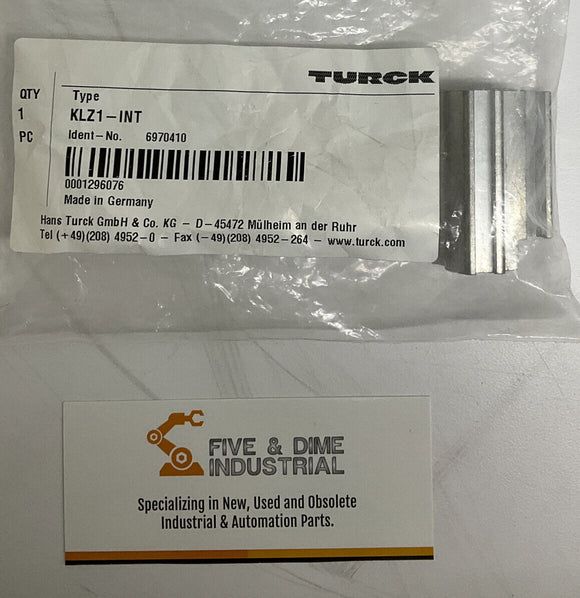 TURCK
QTY
1
PC
Type
KLZ1-INT
Ident-No. 6970410
0001296076
Made in Germany
Hans Turck GmbH & Co. KG - D-45472 Mülheim an der Ruhr
Tel (+49)(208) 4952-0 - Fax (-49)(208) 4952-264 - www.turck.com
FIVE & DIME
INDUSTRIAL
Specializing in New, Used and Obsolete
Industrial & Automation Parts.